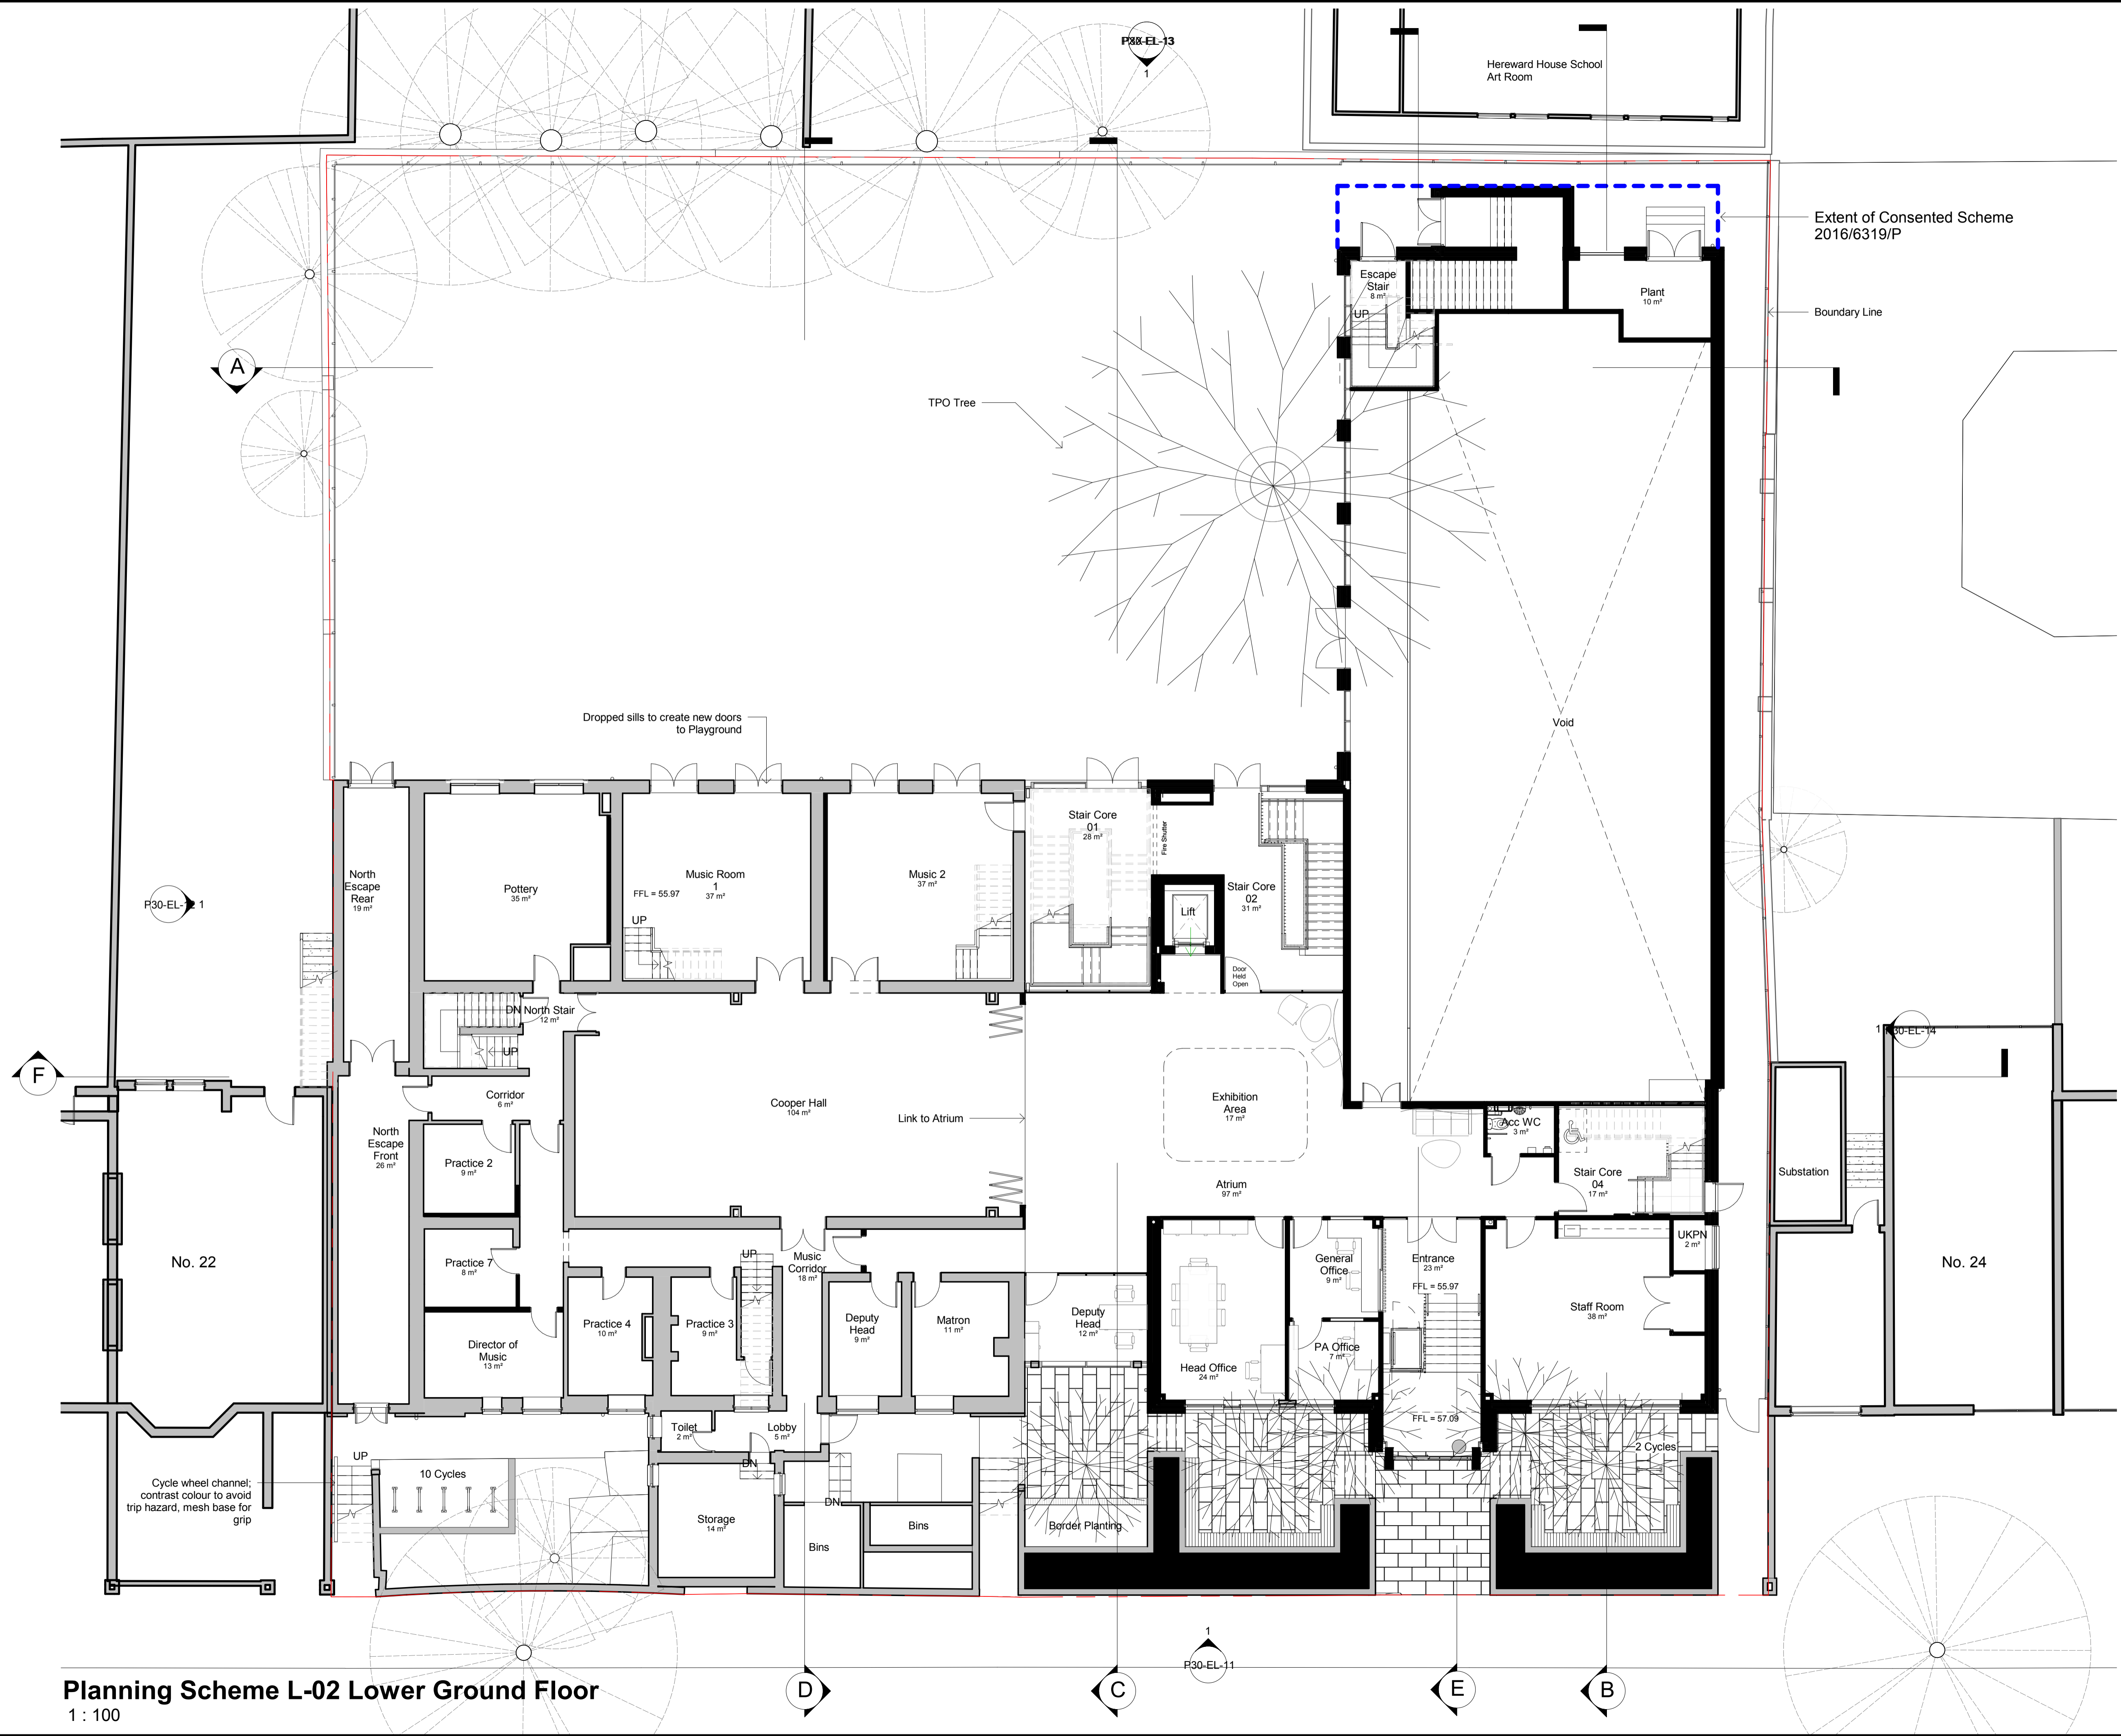 P30-EL-13
1
Hereward House School
Art Room
Extent of Consented Scheme
2016/6319/P
Escape
Stair
8 m²
UP
Plant
10 m²
Boundary Line
A
TPO Tree
Dropped sills to create new doors
to Playground
Void
Stair Core
01
28 m²
Fire Shutter
North
Escape
Rear
19 m²
Pottery
35 m²
Music Room
1
37 m²
FFL = 55.97
UP
Music 2
37 m²
Stair Core
02
31 m²
Lift
Door
Held
Open
P30-EL-12 1
DN North Stair
12 m²
UP
1 P30-EL-14
F
Corridor
6 m²
Cooper Hall
104 m²
Link to Atrium
Exhibition
Area
17 m²
Acc WC
3 m²
North
Escape
Front
26 m²
Practice 2
9 m²
Atrium
97 m²
Stair Core
04
17 m²
Substation
No. 22
Practice 7
8 m²
UP
Music
Corridor
18 m²
General
Office
9 m²
Entrance
23 m²
FFL = 55.97
UKPN
2 m²
No. 24
Director of
Music
13 m²
Practice 4
10 m²
Practice 3
9 m²
Deputy
Head
9 m²
Matron
11 m²
Deputy
Head
12 m²
Head Office
24 m²
PA Office
7 m²
Staff Room
38 m²
FFL = 57.09
Toilet
2 m²
Lobby
5 m²
2 Cycles
UP
10 Cycles
DN
Cycle wheel channel;
contrast colour to avoid
trip hazard, mesh base for
grip
DN
Storage
14 m²
Bins
Bins
Border Planting
1
P30-EL-11
Planning Scheme L-02 Lower Ground Floor
1 : 100
D
C
E
B